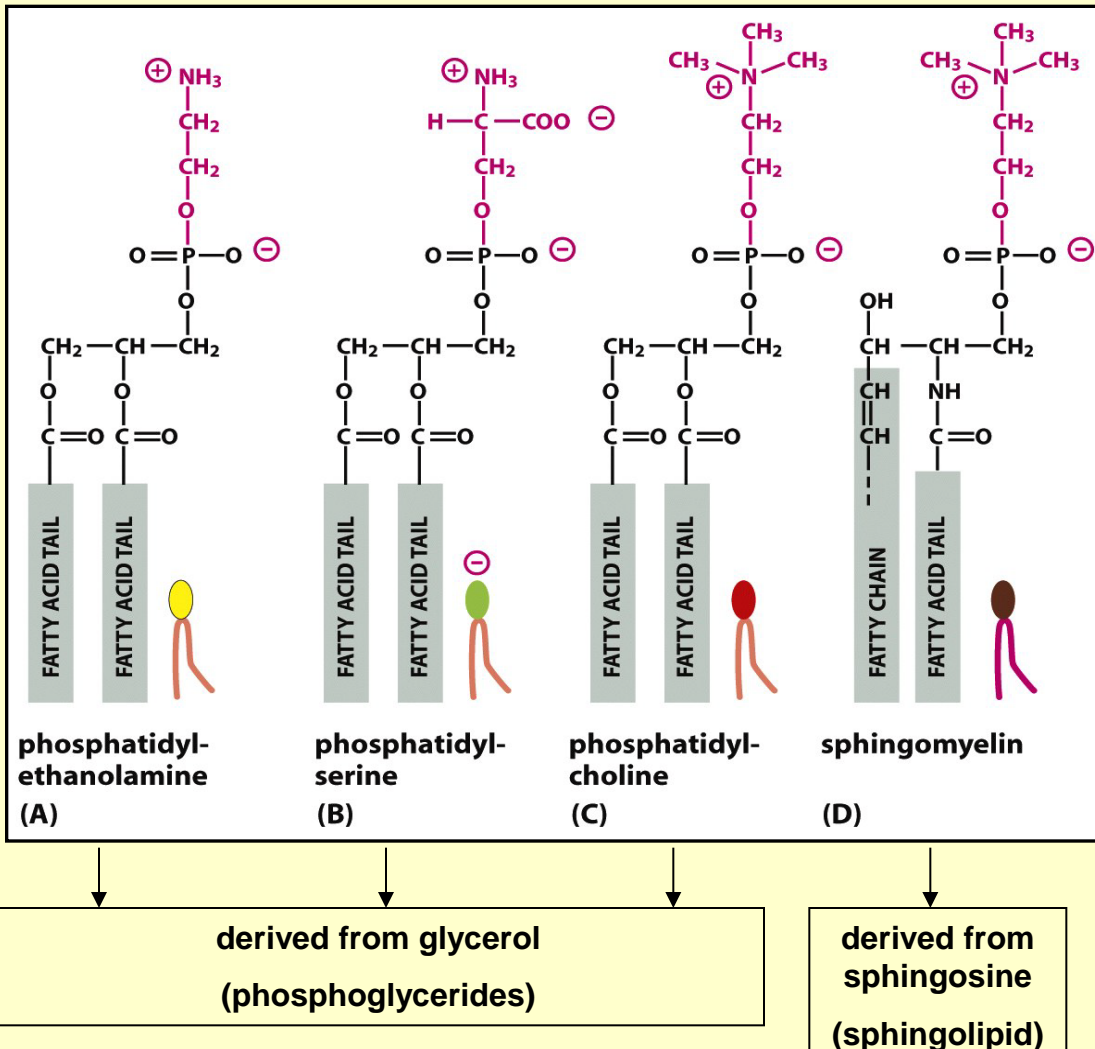 CH₃ CH₃
⊕ NH₃ ⊕ NH₃ CH₃ N CH₃ CH₃ N CH₃
⊕ ⊕
CH₂ H—C—COO ⊖ CH₂ CH₂
CH₂ CH₂ CH₂ CH₂
O O O O
O=P—O ⊖ O=P—O ⊖ O=P—O ⊖ O=P—O ⊖
O O O OH O
CH₂—CH—CH₂ CH₂—CH—CH₂ CH₂—CH—CH₂ CH—CH—CH₂
O O O O O O CH NH
C=O C=O C=O C=O C=O C=O CH C=O
FATTY ACID TAIL FATTY ACID TAIL FATTY ACID TAIL FATTY ACID TAIL FATTY ACID TAIL FATTY ACID TAIL FATTY CHAIN FATTY ACID TAIL
⊖
phosphatidyl-
ethanolamine
(A)
phosphatidyl-
serine
(B)
phosphatidyl-
choline
(C)
sphingomyelin
(D)
derived from glycerol
(phosphoglycerides)
derived from
sphingosine
(sphingolipid)